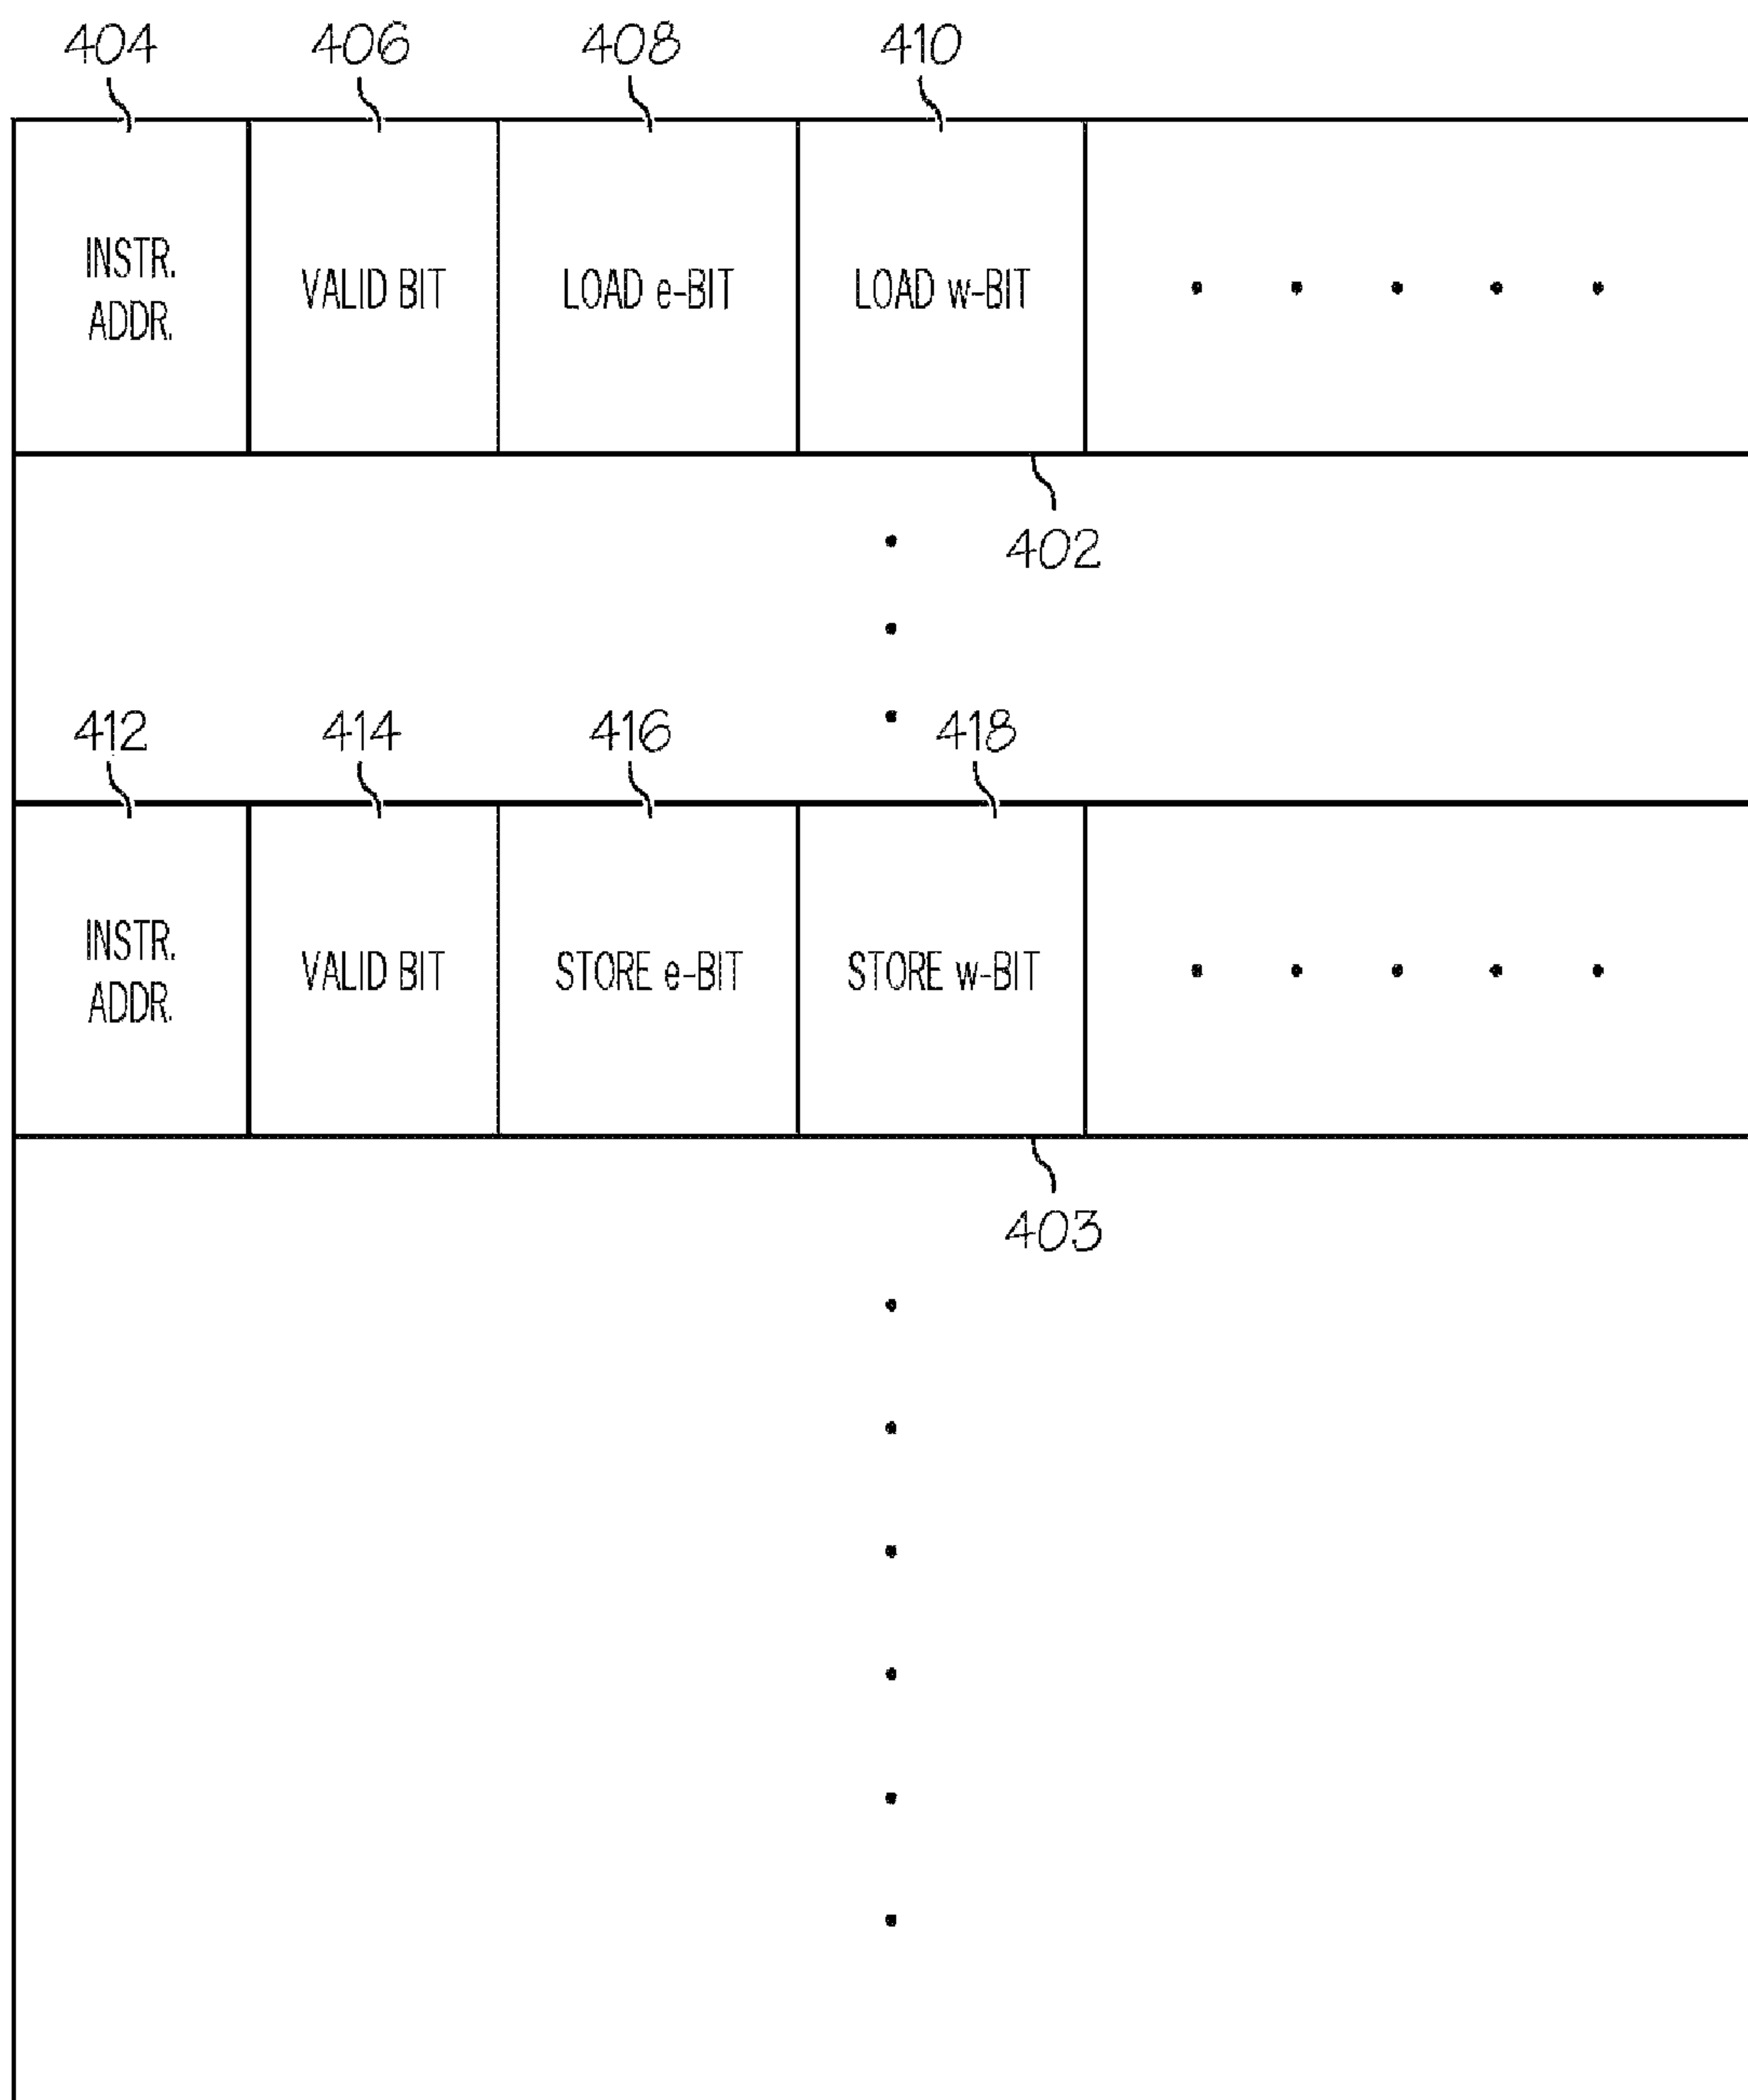 404 406 408 410
INSTR.
ADDR.
VALID BIT
LOAD e-BIT
LOAD w-BIT
402
412 414 416 418
INSTR.
ADDR.
VALID BIT
STORE e-BIT
STORE w-BIT
403